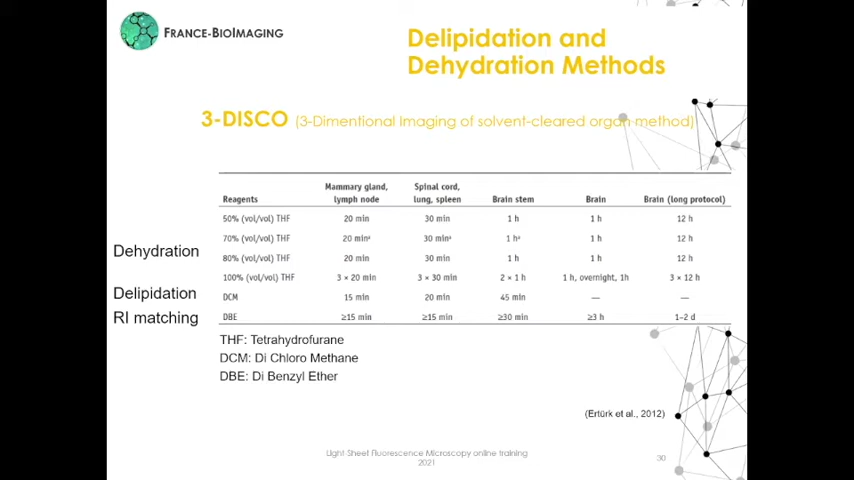 FRANCE-BIOIMAGING
Delipidation and
Dehydration Methods
3-DISCO (3-Dimentional Imaging of solvent-cleared organ method)
Mammary gland, Spinal cord,
Reagents lymph node lung, spleen Brain stem Brain Brain (long protocol)
50% (vol/vol) THF 20 min 30 min 1 h 1 h 12 h
70% (vol/vol) THF 20 minᵃ 30 minᵃ 1 hᵃ 1 h 12 h
Dehydration
80% (vol/vol) THF 20 min 30 min 1 h 1 h 12 h
100% (vol/vol) THF 3 × 20 min 3 × 30 min 2 × 1 h 1 h, overnight, 1h 3 × 12 h
Delipidation DCM 15 min 20 min 45 min — —
RI matching DBE ≥15 min ≥15 min ≥30 min ≥3 h 1–2 d
THF: Tetrahydrofurane
DCM: Di Chloro Methane
DBE: Di Benzyl Ether
(Ertürk et al., 2012)
Light-Sheet Fluorescence Microscopy online training
2021
30